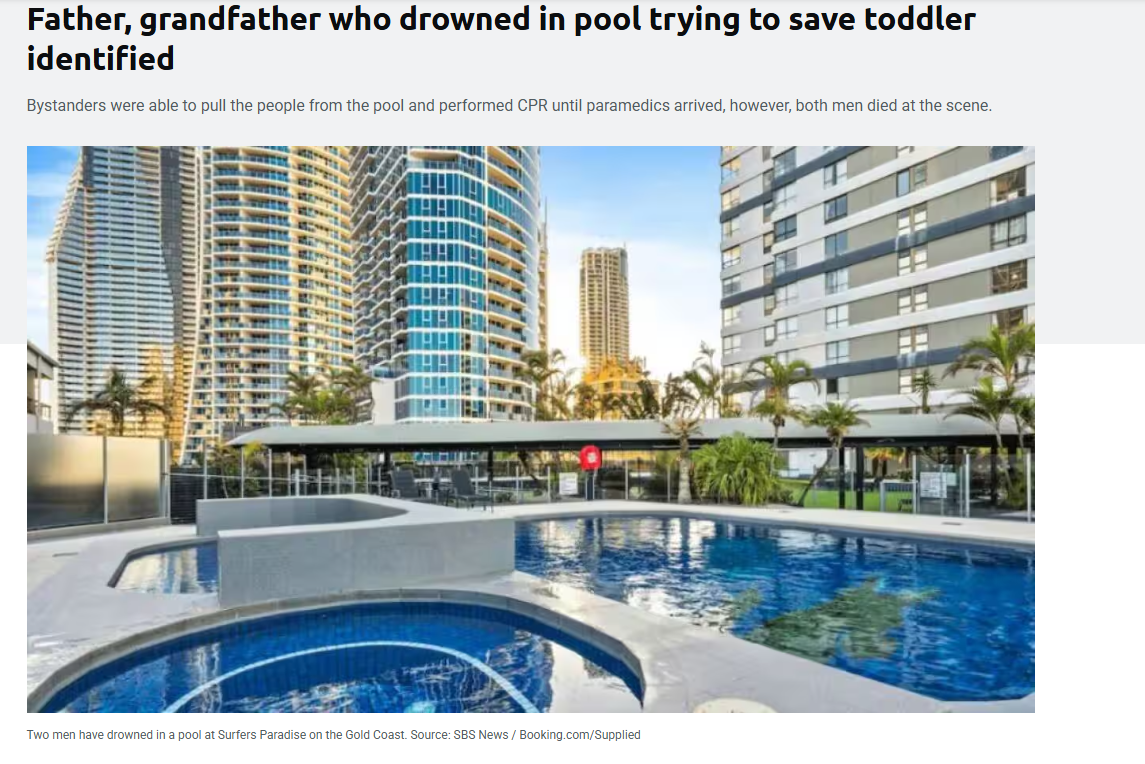 Father, grandfather who drowned in pool trying to save toddler
identified
Bystanders were able to pull the people from the pool and performed CPR until paramedics arrived, however, both men died at the scene.
Two men have drowned in a pool at Surfers Paradise on the Gold Coast. Source: SBS News / Booking.com/Supplied